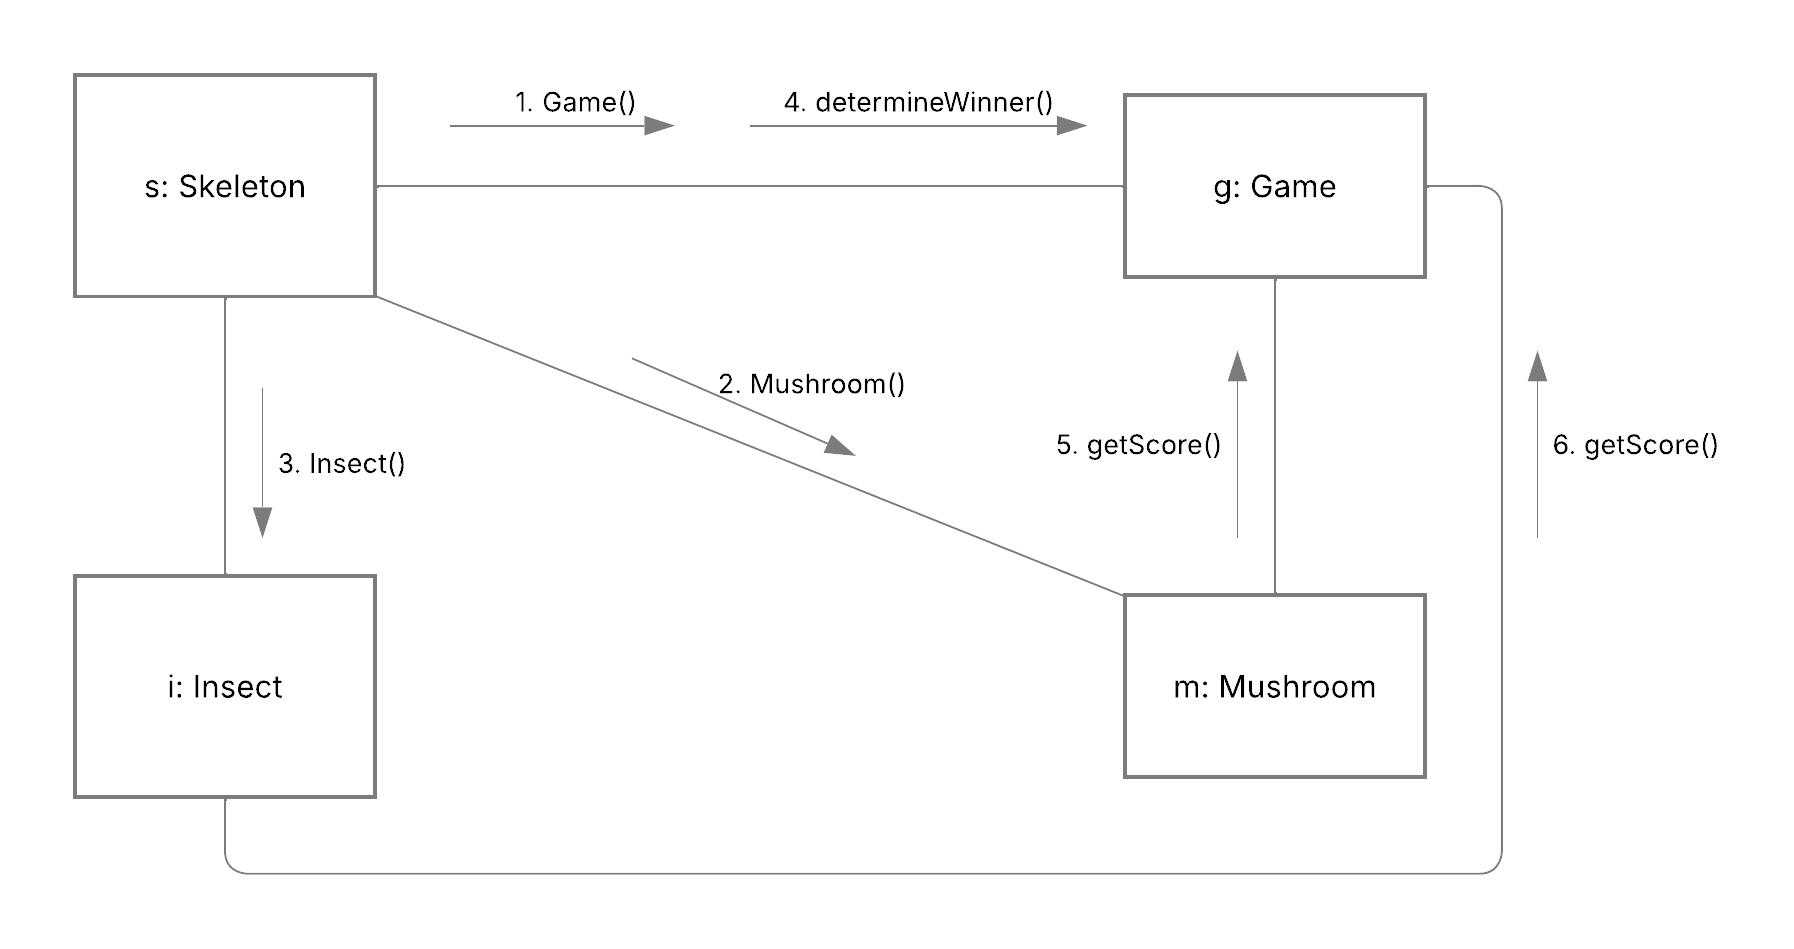 1. Game()
4. determineWinner()
s: Skeleton
g: Game
2. Mushroom()
5. getScore()
6. getScore()
3. Insect()
i: Insect
m: Mushroom